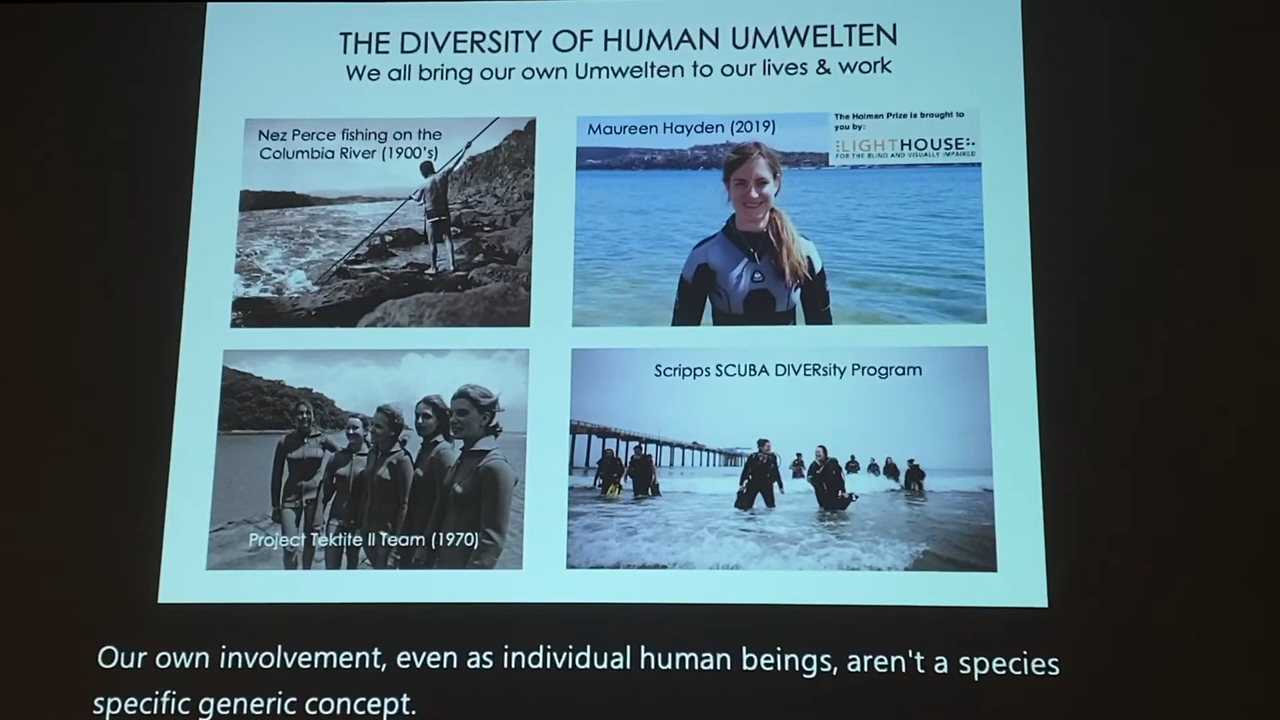 THE DIVERSITY OF HUMAN UMWELTEN
We all bring our own Umwelten to our lives & work
Nez Perce fishing on the
Columbia River (1900's)
Maureen Hayden (2019)
The Holman Prize is brought to
you by:
LIGHTHOUSE
FOR THE BLIND AND VISUALLY IMPAIRED
Project Tektite II Team (1970)
Scripps SCUBA DIVERsity Program
Our own involvement, even as individual human beings, aren't a species
specific generic concept.